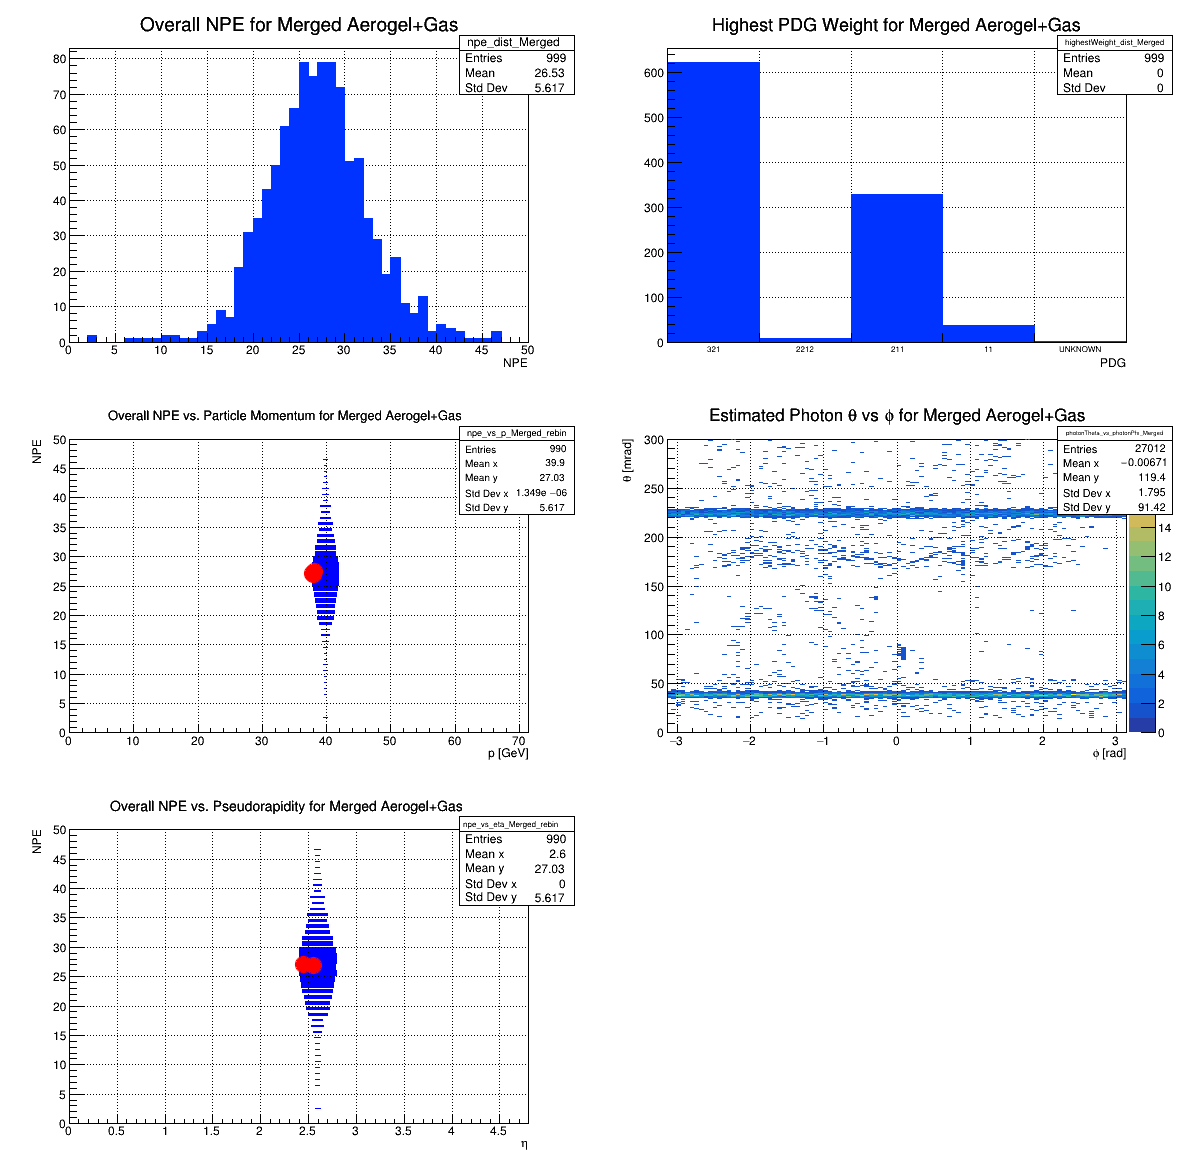 Overall NPE for Merged Aerogel+Gas
npe_dist_Merged
Entries 999
Mean 26.53
Std Dev 5.617
80
70
60
50
40
30
20
10
0
0 5 10 15 20 25 30 35 40 45 50
NPE
Highest PDG Weight for Merged Aerogel+Gas
highestWeight_dist_Merged
Entries 999
Mean 0
Std Dev 0
600
500
400
300
200
100
0
321 2212 211 11 UNKNOWN
PDG
Overall NPE vs. Particle Momentum for Merged Aerogel+Gas
npe_vs_p_Merged_rebin
Entries 990
Mean x 39.9
Mean y 27.03
Std Dev x 1.349e −06
Std Dev y 5.617
NPE
50
45
40
35
30
25
20
15
10
5
0
0 10 20 30 40 50 60 70
p [GeV]
Estimated Photon θ vs ϕ for Merged Aerogel+Gas
photonTheta_vs_photonPhi_Merged
Entries 27012
Mean x −0.00671
Mean y 119.4
Std Dev x 1.795
Std Dev y 91.42
θ [mrad]
300
250
200
150
100
50
0
−3 −2 −1 0 1 2 3
ϕ [rad]
14
12
10
8
6
4
2
0
Overall NPE vs. Pseudorapidity for Merged Aerogel+Gas
npe_vs_eta_Merged_rebin
Entries 990
Mean x 2.6
Mean y 27.03
Std Dev x 0
Std Dev y 5.617
NPE
50
45
40
35
30
25
20
15
10
5
0
0 0.5 1 1.5 2 2.5 3 3.5 4 4.5
η